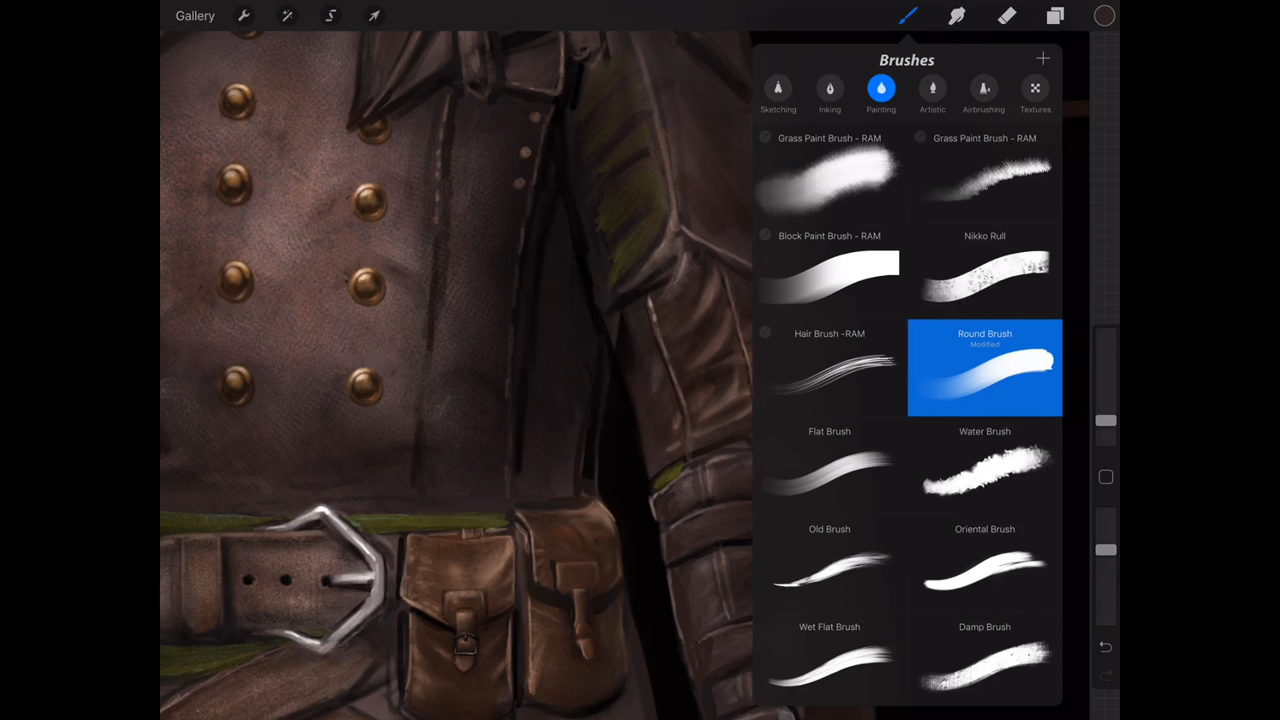 Gallery
Brushes
Sketching
Inking
Painting
Artistic
Airbrushing
Textures
Grass Paint Brush - RAM
Grass Paint Brush - RAM
Block Paint Brush - RAM
Nikko Rull
Hair Brush -RAM
Round Brush
Modified
Flat Brush
Water Brush
Old Brush
Oriental Brush
Wet Flat Brush
Damp Brush